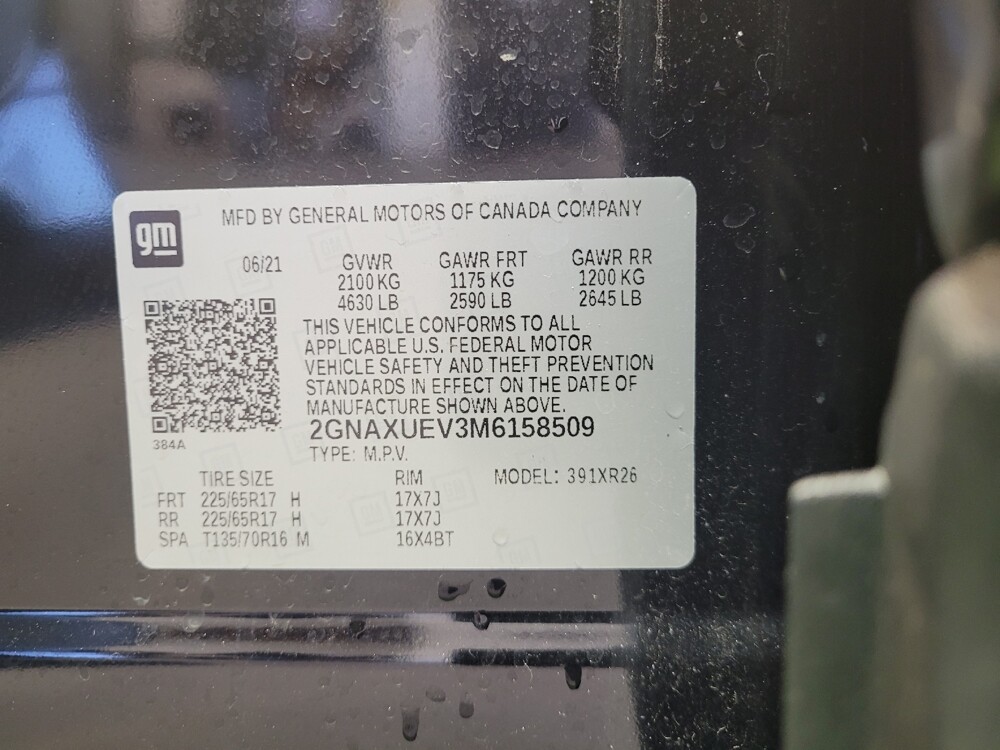 gm
MFD BY GENERAL MOTORS OF CANADA COMPANY
06/21 GVWR GAWR FRT GAWR RR
2100 KG 1175 KG 1200 KG
4630 LB 2590 LB 2645 LB
THIS VEHICLE CONFORMS TO ALL
APPLICABLE U.S. FEDERAL MOTOR
VEHICLE SAFETY AND THEFT PREVENTION
STANDARDS IN EFFECT ON THE DATE OF
MANUFACTURE SHOWN ABOVE.
2GNAXUEV3M6158509
384A
TYPE: M.P.V.
TIRE SIZE RIM MODEL: 391XR26
FRT 225/65R17 H 17X7J
RR 225/65R17 H 17X7J
SPA T135/70R16 M 16X4BT